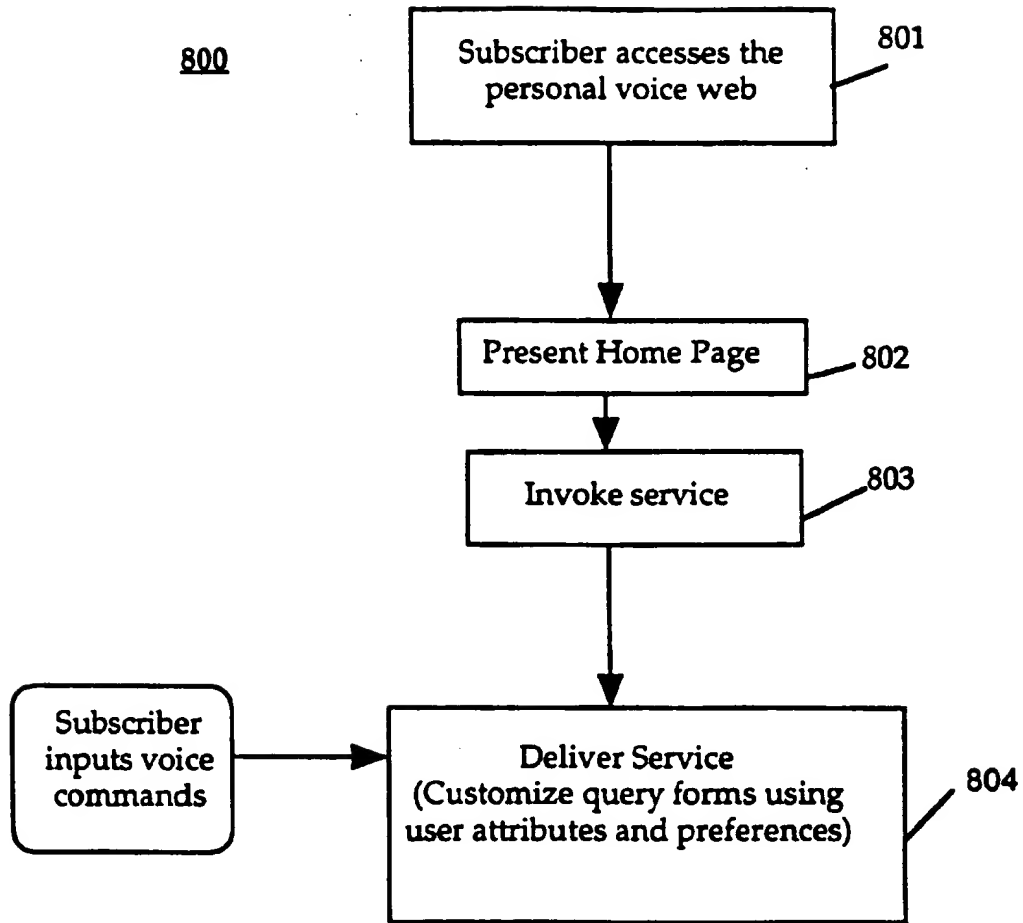 800
Subscriber accesses the
personal voice web
801
Present Home Page
802
Invoke service
803
Subscriber
inputs voice
commands
Deliver Service
(Customize query forms using
user attributes and preferences)
804